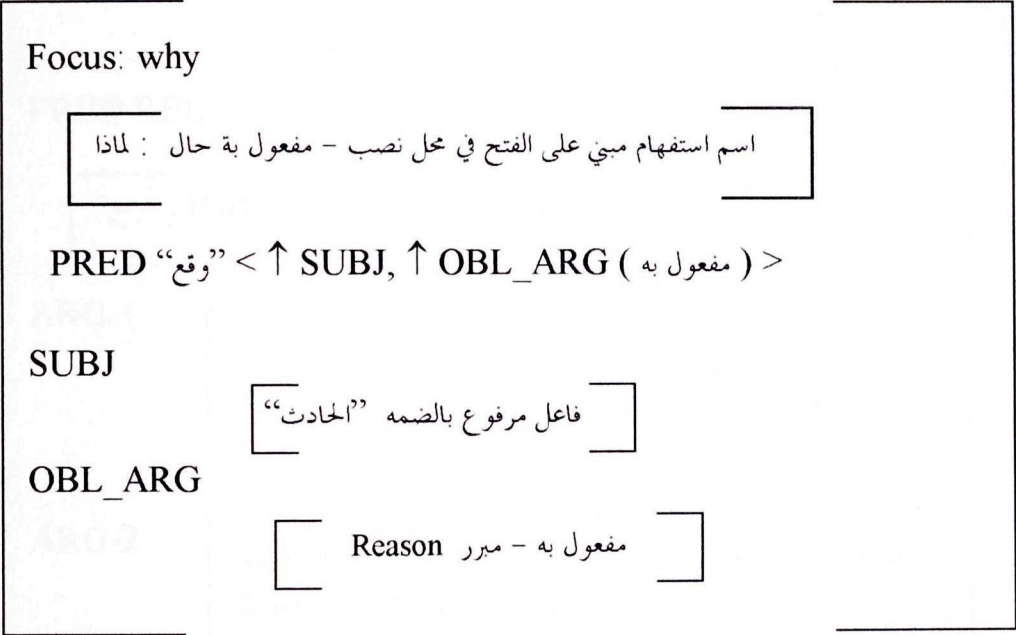 Focus: why
اسم استفهام مبني على الفتح في محل نصب – مفعول بة حال : لماذا
PRED “وقع” < ↑ SUBJ, ↑ OBL_ARG ( مفعول به ) >
SUBJ
فاعل مرفوع بالضمه “الحادث”
OBL_ARG
مفعول به – مبرر Reason